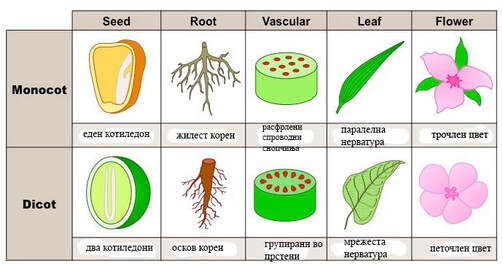 Seed Root Vascular Leaf Flower
Monocot
еден котиледон жилест корен расфрлени спроводни снопчиња паралелна нерватура трочлен цвет
Dicot
два котиледони осков корен групирани во прстени мрежеста нерватура петочлен цвет